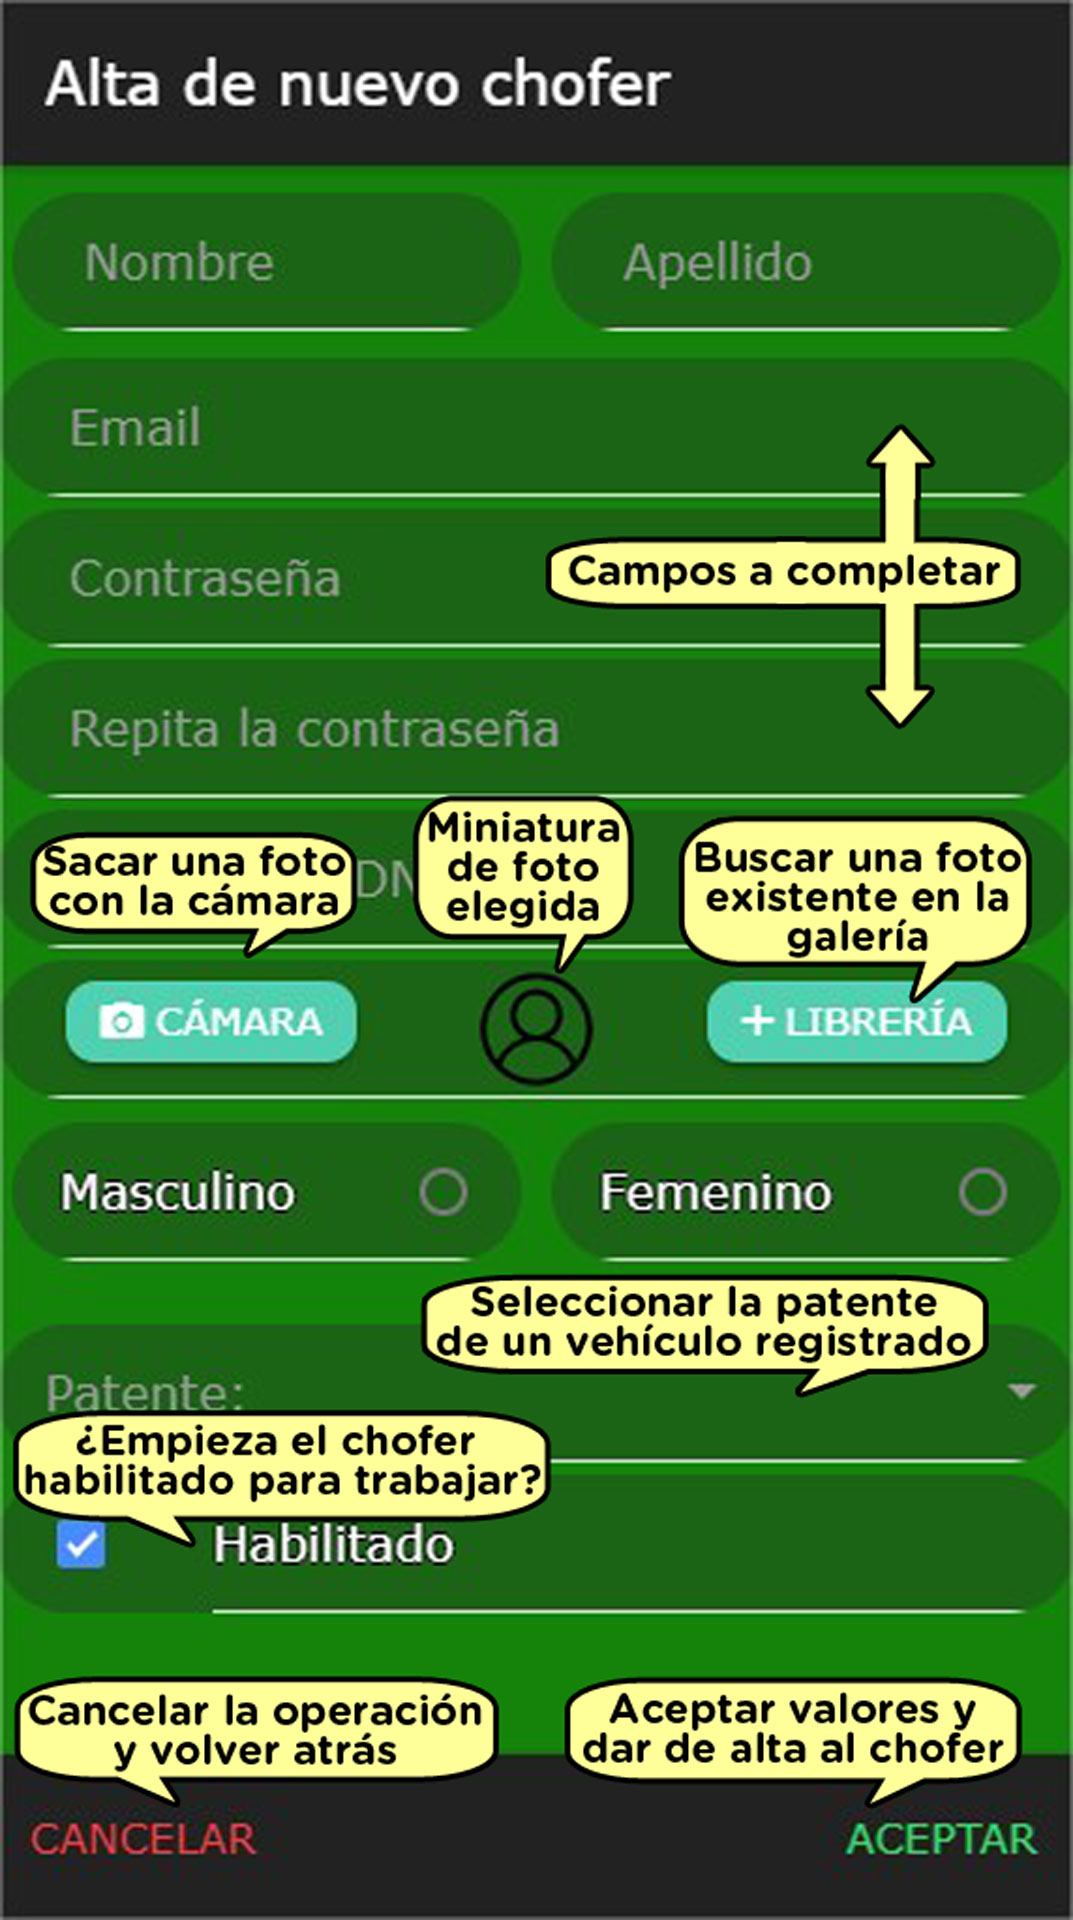 Alta de nuevo chofer
Nombre
Apellido
Email
Contraseña
Campos a completar
Repita la contraseña
Sacar una foto
con la cámara
Miniatura
de foto
elegida
Buscar una foto
existente en la
galería
CÁMARA
+ LIBRERÍA
Masculino
Femenino
Seleccionar la patente
de un vehículo registrado
Patente:
¿Empieza el chofer
habilitado para trabajar?
Habilitado
Cancelar la operación
y volver atrás
Aceptar valores y
dar de alta al chofer
CANCELAR
ACEPTAR